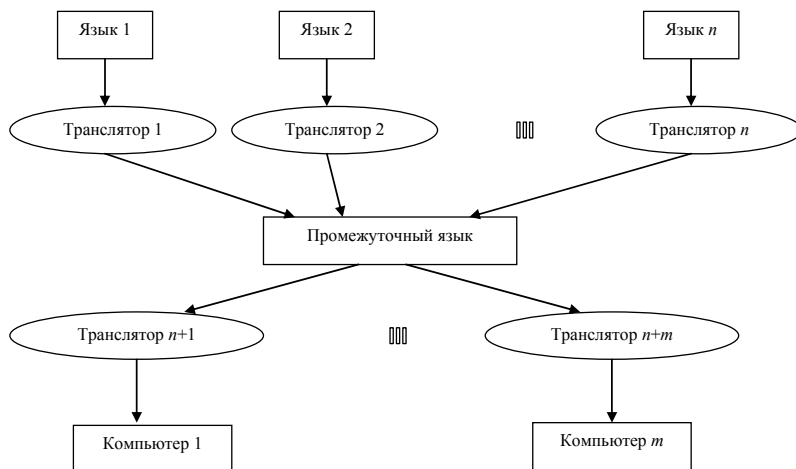 Язык 1
Язык 2
Язык n
Транслятор 1
Транслятор 2
Транслятор n
Промежуточный язык
Транслятор n+1
Транслятор n+m
Компьютер 1
Компьютер m